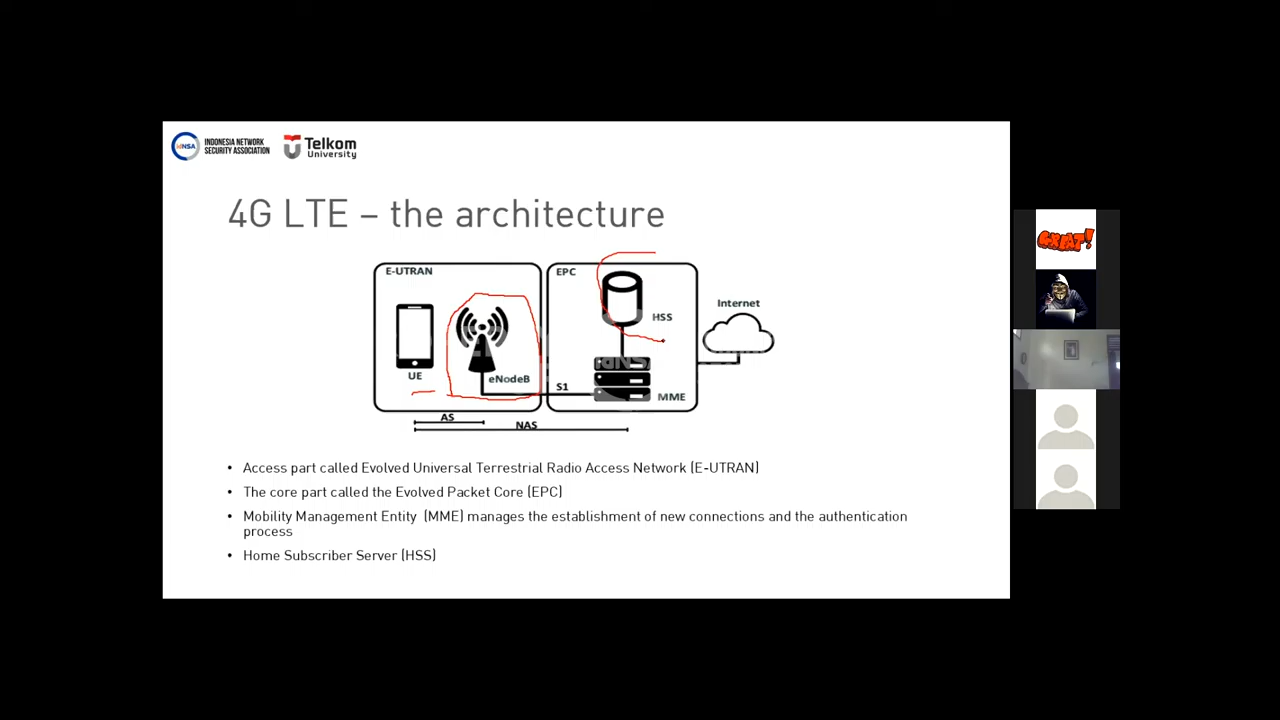 IdNSA INDONESIA NETWORK
SECURITY ASSOCIATION
Telkom
University
4G LTE – the architecture
E-UTRAN
EPC
Internet
HSS
UE
eNodeB
S1
MME
AS
NAS
• Access part called Evolved Universal Terrestrial Radio Access Network (E-UTRAN)
• The core part called the Evolved Packet Core (EPC)
• Mobility Management Entity (MME) manages the establishment of new connections and the authentication
process
• Home Subscriber Server (HSS)
GREAT!